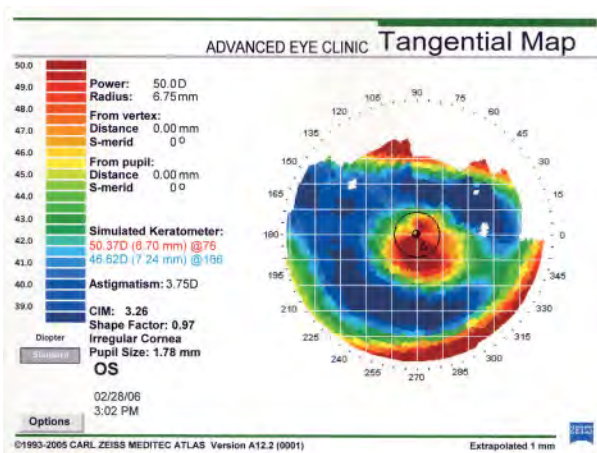 ADVANCED EYE CLINIC Tangential Map
50.0
49.0
48.0
47.0
46.0
45.0
44.0
43.0
42.0
41.0
40.0
39.0
Diopter
Standard
Options
Power: 50.0D
Radius: 6.75mm
From vertex:
Distance 0.00 mm
S-merid 0º
From pupil:
Distance 0.00 mm
S-merid 0º
Simulated Keratometer:
50.37D (6.70 mm) @76
46.62D (7.24 mm) @166
Astigmatism: 3.75D
CIM: 3.26
Shape Factor: 0.97
Irregular Cornea
Pupil Size: 1.78 mm
OS
02/28/06
3:02 PM
90
75
60
45
30
15
0
345
330
315
300
285
270
255
240
225
210
195
180
165
150
135
120
105
ZEISS
©1993-2005 CARL ZEISS MEDITEC ATLAS Version A12.2 (0001) Extrapolated 1 mm